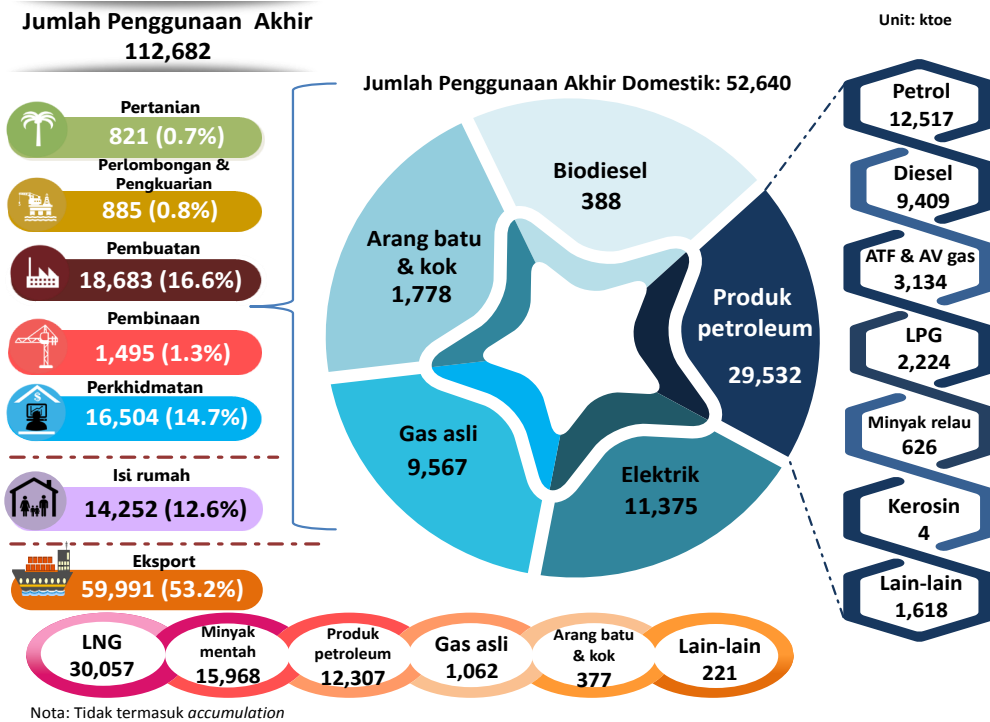 Jumlah Penggunaan Akhir
112,682
Unit: ktoe
Jumlah Penggunaan Akhir Domestik: 52,640
Pertanian
821 (0.7%)
Perlombongan &
Pengkuarian
885 (0.8%)
Pembuatan
18,683 (16.6%)
Pembinaan
1,495 (1.3%)
Perkhidmatan
$
16,504 (14.7%)
Isi rumah
14,252 (12.6%)
Eksport
59,991 (53.2%)
Biodiesel
388
Arang batu
& kok
1,778
Produk
petroleum
29,532
Gas asli
9,567
Elektrik
11,375
Petrol
12,517
Diesel
9,409
ATF & AV gas
3,134
LPG
2,224
Minyak relau
626
Kerosin
4
Lain-lain
1,618
LNG
30,057
Minyak
mentah
15,968
Produk
petroleum
12,307
Gas asli
1,062
Arang batu
& kok
377
Lain-lain
221
Nota: Tidak termasuk accumulation